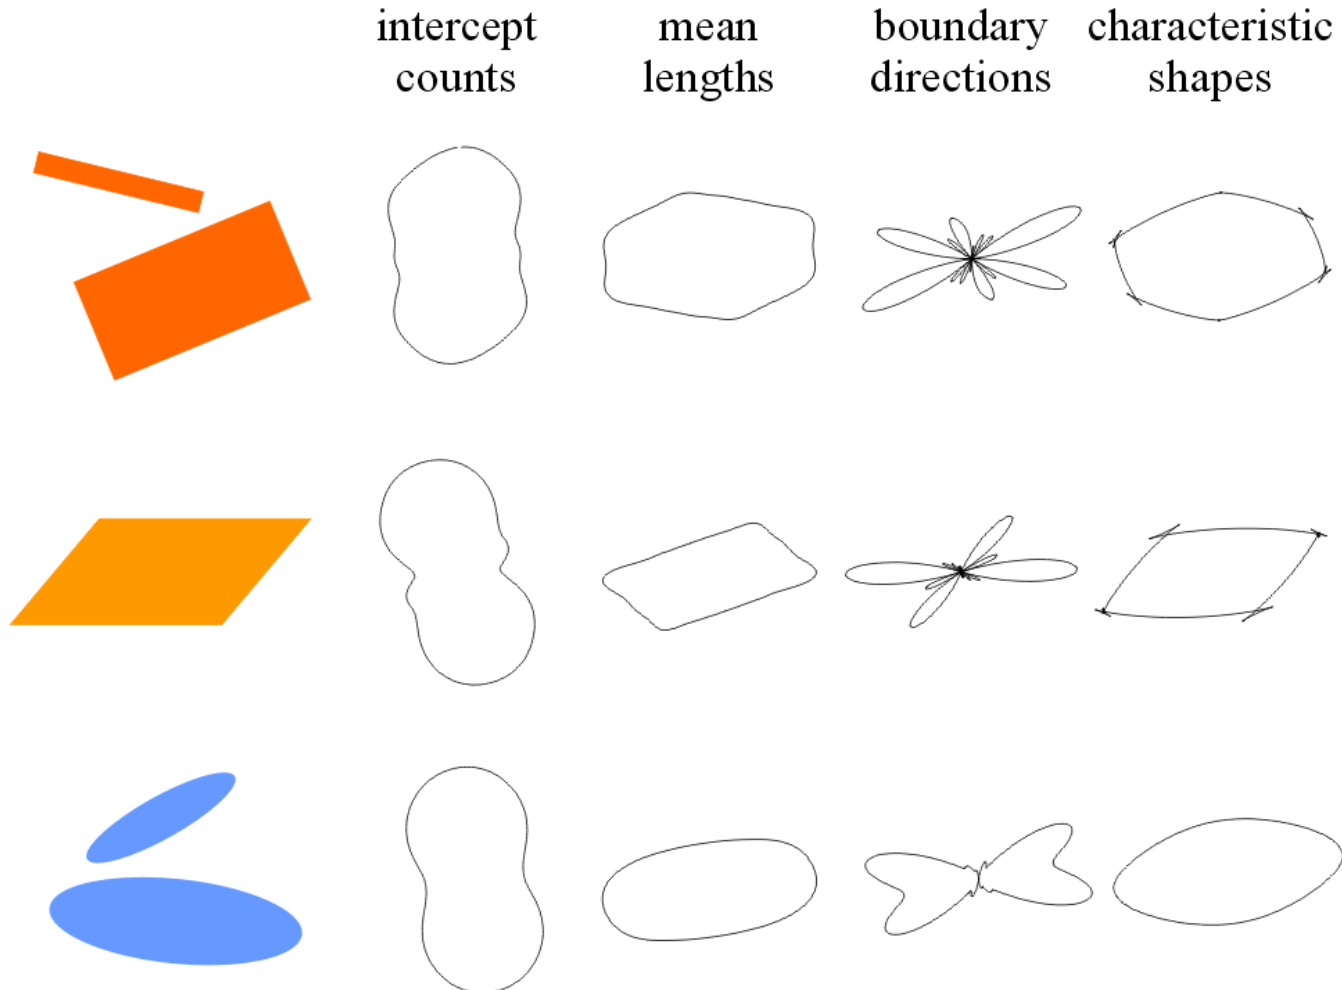 intercept
counts
mean
lengths
boundary
directions
characteristic
shapes